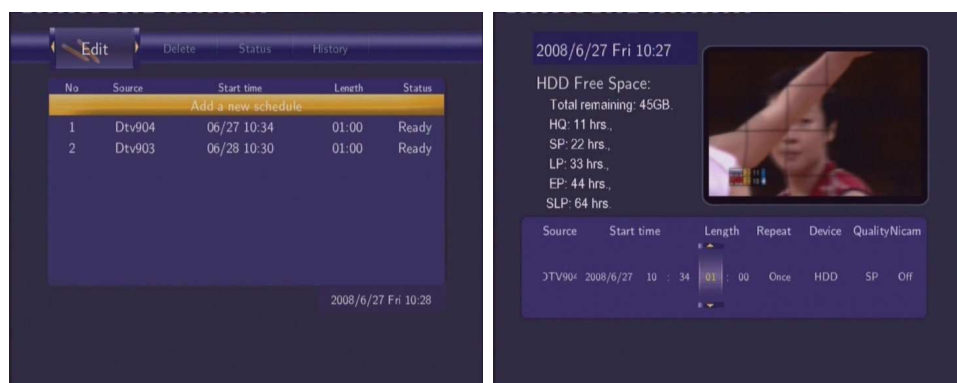 Edit Delete Status History
No Source Start time Length Status
Add a new schedule
1 Dtv904 06/27 10:34 01:00 Ready
2 Dtv903 06/28 10:30 01:00 Ready
2008/6/27 Fri 10:28
2008/6/27 Fri 10:27
HDD Free Space:
Total remaining: 45GB.
HQ: 11 hrs.,
SP: 22 hrs.,
LP: 33 hrs.,
EP: 44 hrs.,
SLP: 64 hrs.
Source Start time Length Repeat Device Quality Nicam
DTV904 2008/6/27 10 : 34 01 : 00 Once HDD SP Off